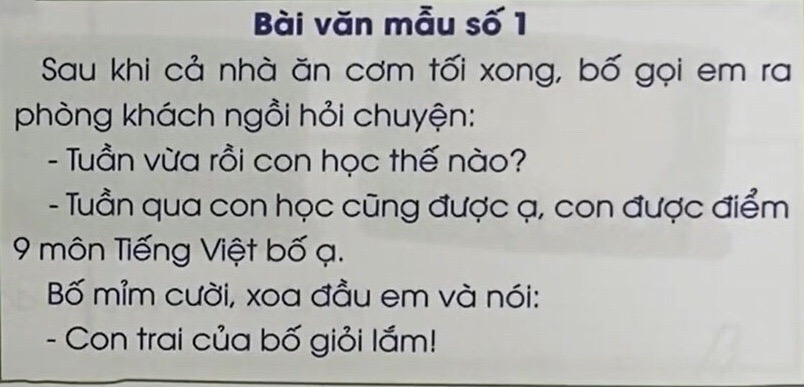 Bài văn mẫu số 1
Sau khi cả nhà ăn cơm tối xong, bố gọi em ra
phòng khách ngồi hỏi chuyện:
- Tuần vừa rồi con học thế nào?
- Tuần qua con học cũng được ạ, con được điểm
9 môn Tiếng Việt bố ạ.
Bố mỉm cười, xoa đầu em và nói:
- Con trai của bố giỏi lắm!